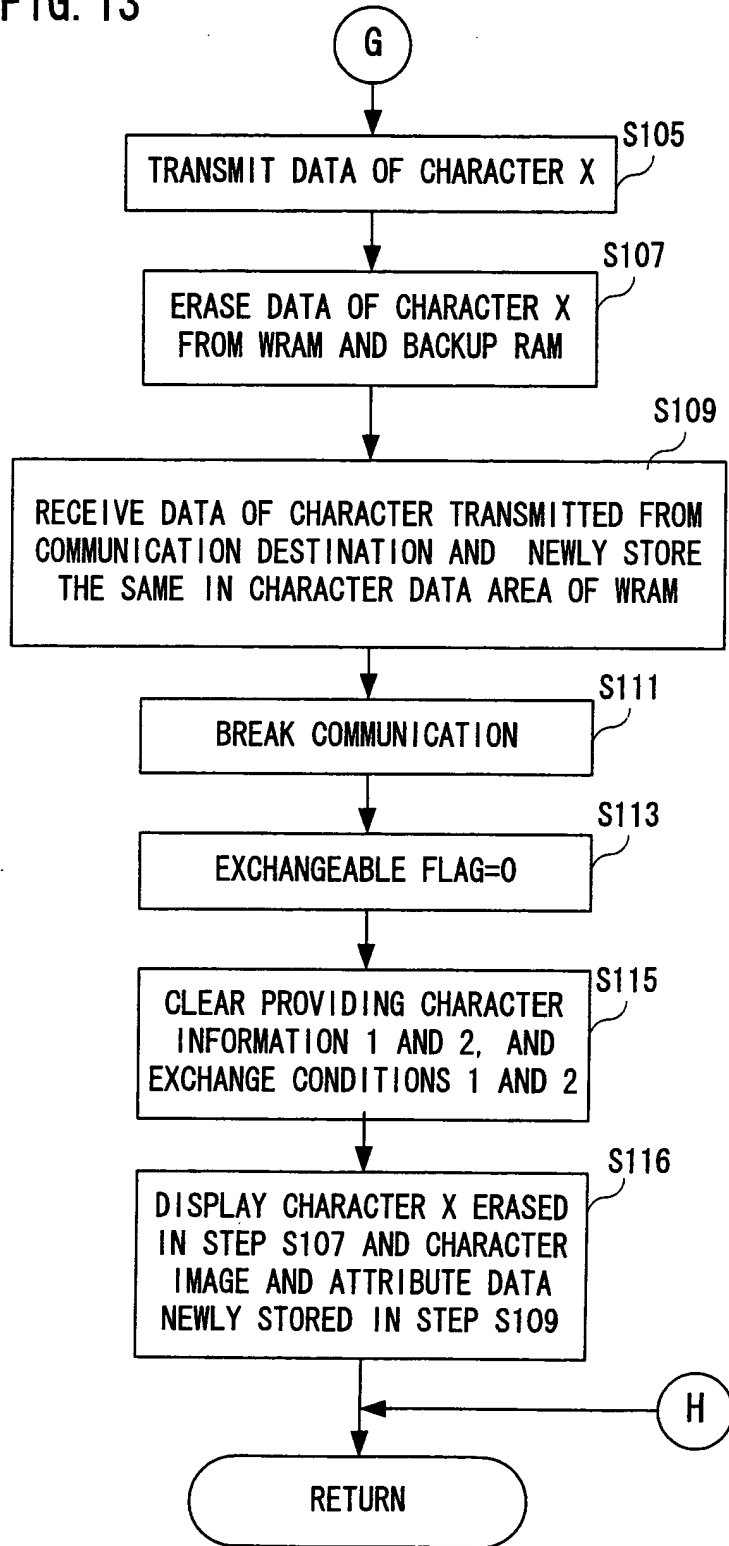 FIG. 13
G
S105
TRANSMIT DATA OF CHARACTER X
S107
ERASE DATA OF CHARACTER X
FROM WRAM AND BACKUP RAM
S109
RECEIVE DATA OF CHARACTER TRANSMITTED FROM
COMMUNICATION DESTINATION AND NEWLY STORE
THE SAME IN CHARACTER DATA AREA OF WRAM
S111
BREAK COMMUNICATION
S113
EXCHANGEABLE FLAG=0
S115
CLEAR PROVIDING CHARACTER
INFORMATION 1 AND 2, AND
EXCHANGE CONDITIONS 1 AND 2
S116
DISPLAY CHARACTER X ERASED
IN STEP S107 AND CHARACTER
IMAGE AND ATTRIBUTE DATA
NEWLY STORED IN STEP S109
H
RETURN